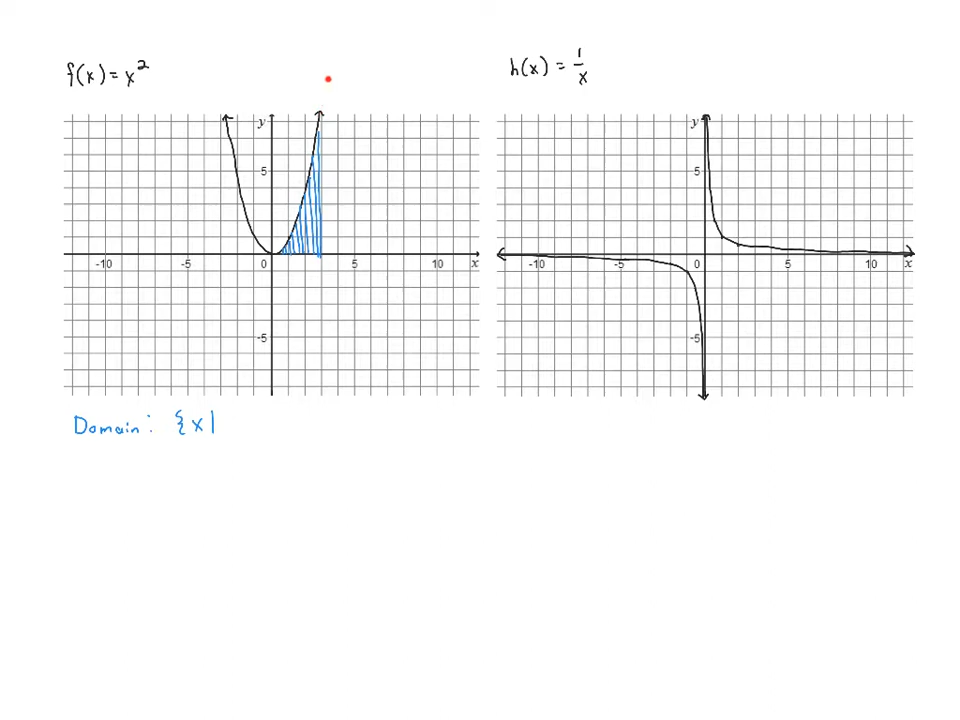 f(x) = x²
h(x) = 1/x
y
5
-10 -5 0 5 10 x
-5
y
5
-10 -5 0 5 10 x
-5
Domain: {x|